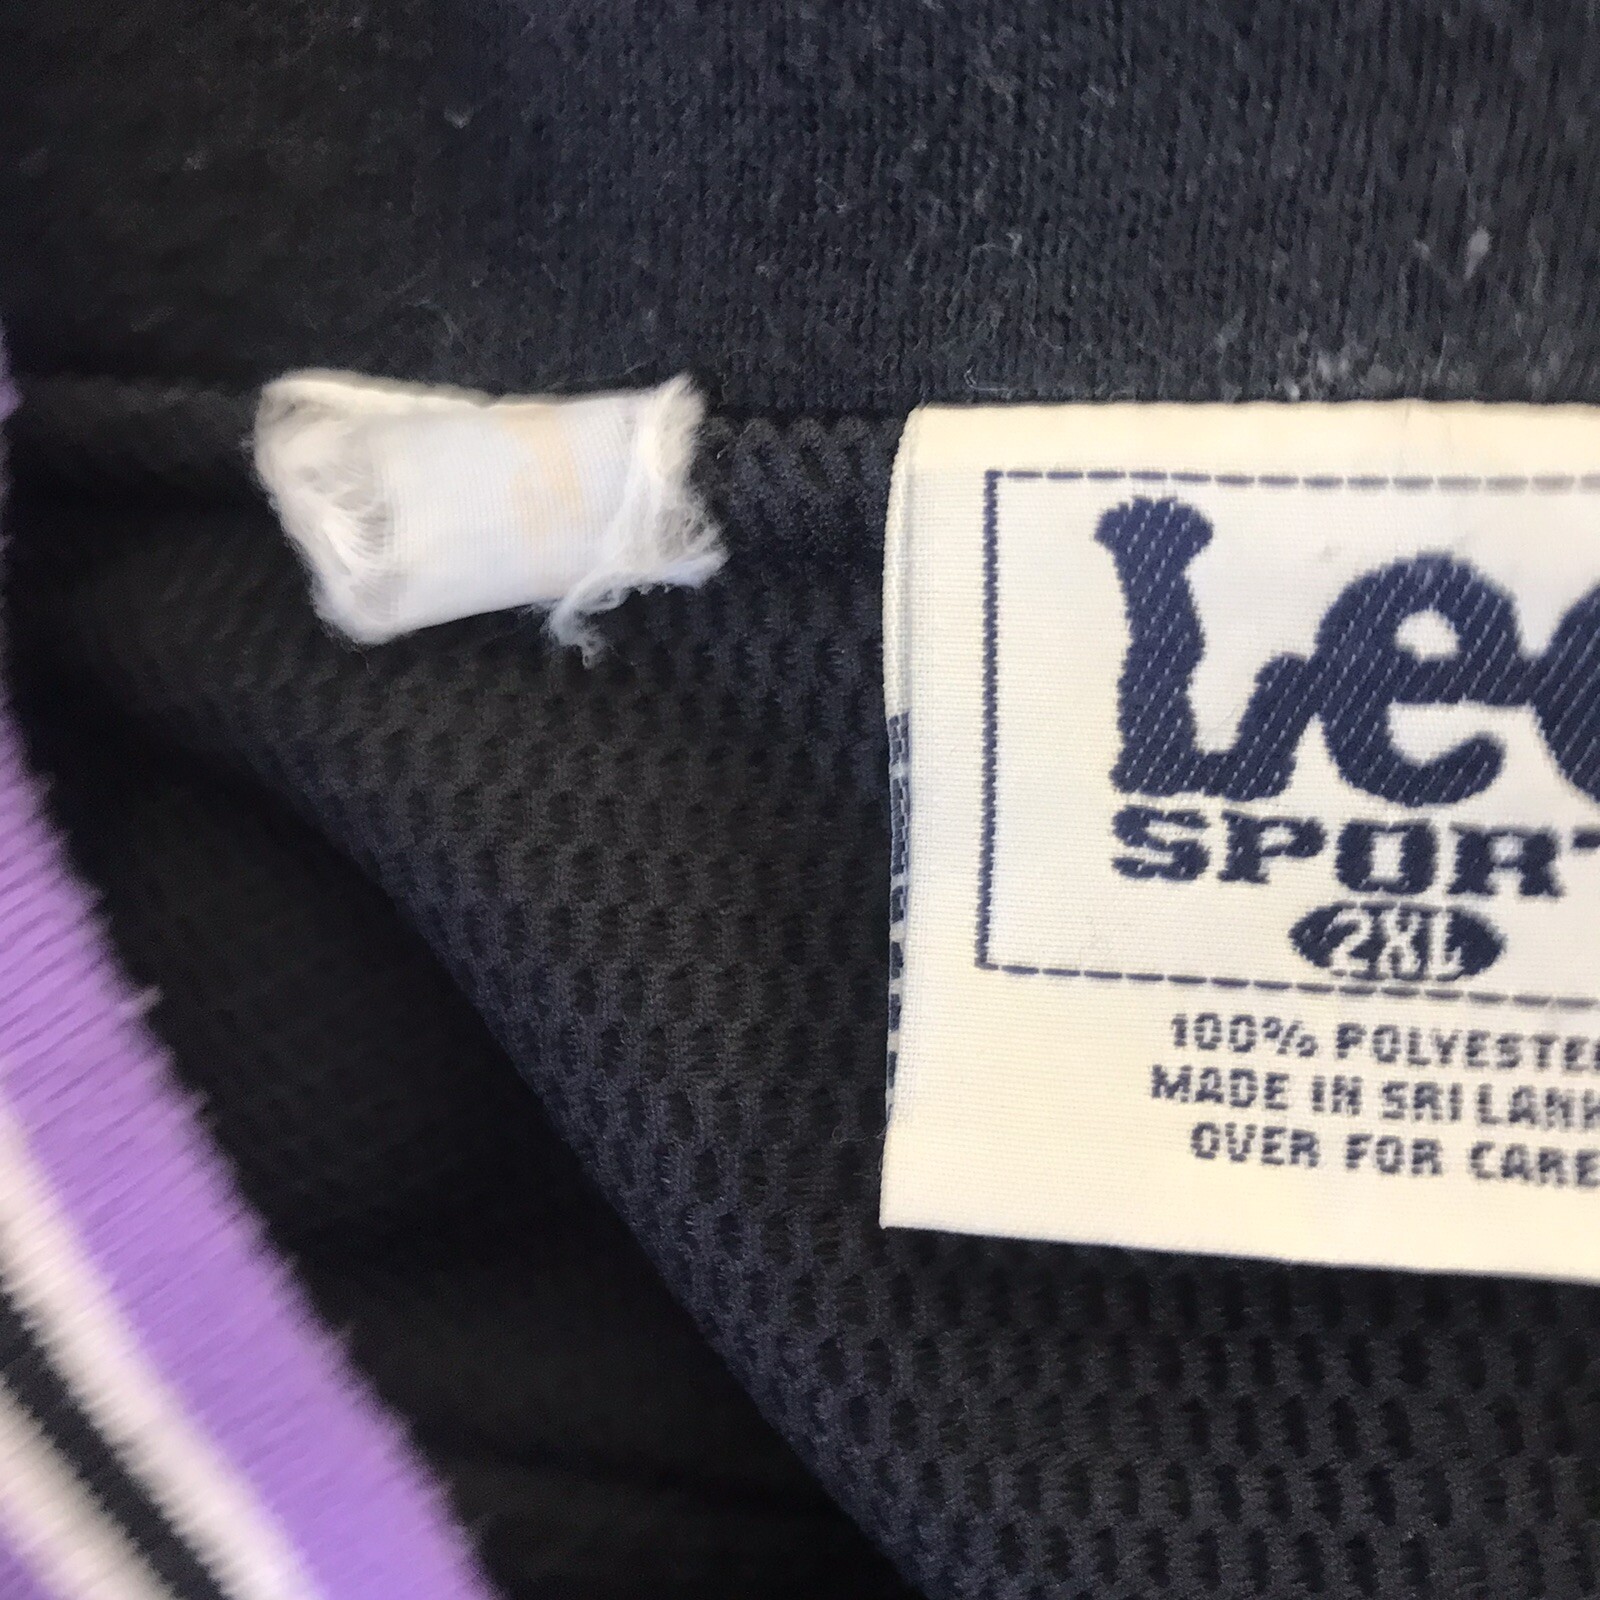 Lee
SPORT
2XL
100% POLYESTER
MADE IN SRI LANK
OVER FOR CARE